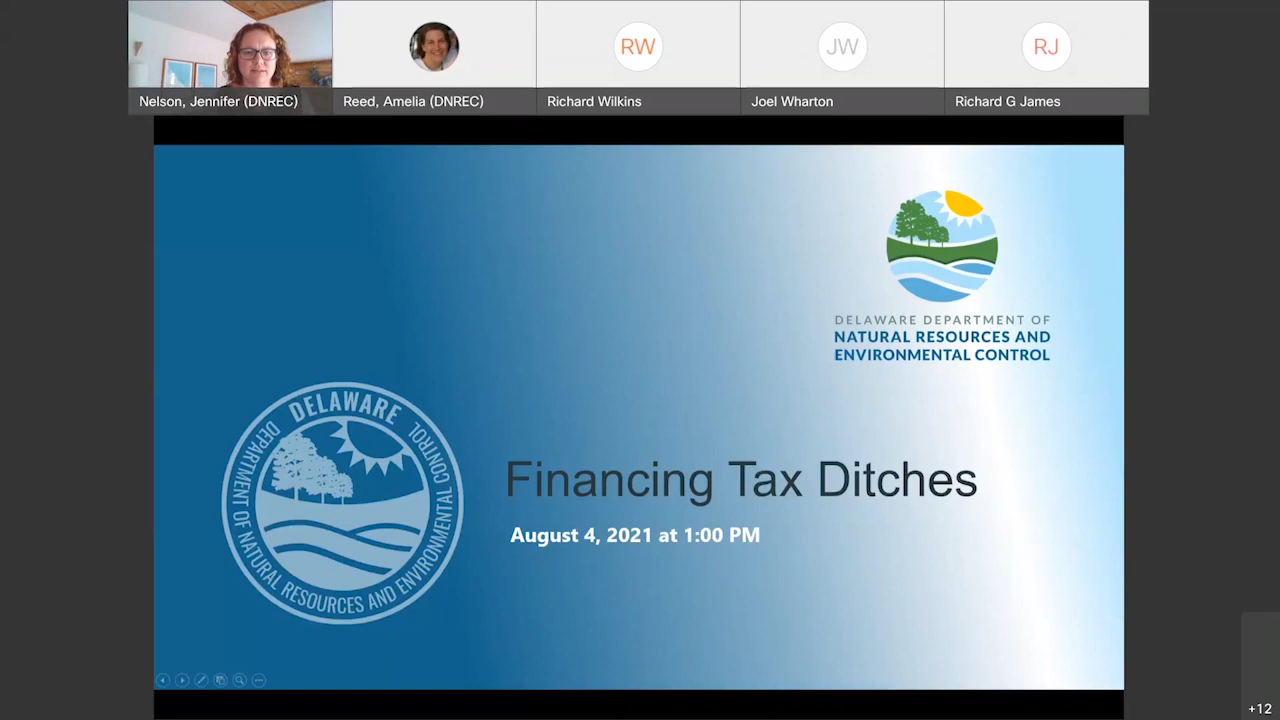 RW
JW
RJ
Nelson, Jennifer (DNREC)
Reed, Amelia (DNREC)
Richard Wilkins
Joel Wharton
Richard G James
DELAWARE DEPARTMENT OF
NATURAL RESOURCES AND
ENVIRONMENTAL CONTROL
DELAWARE
DEPARTMENT OF NATURAL RESOURCES AND ENVIRONMENTAL CONTROL
Financing Tax Ditches
August 4, 2021 at 1:00 PM
+12